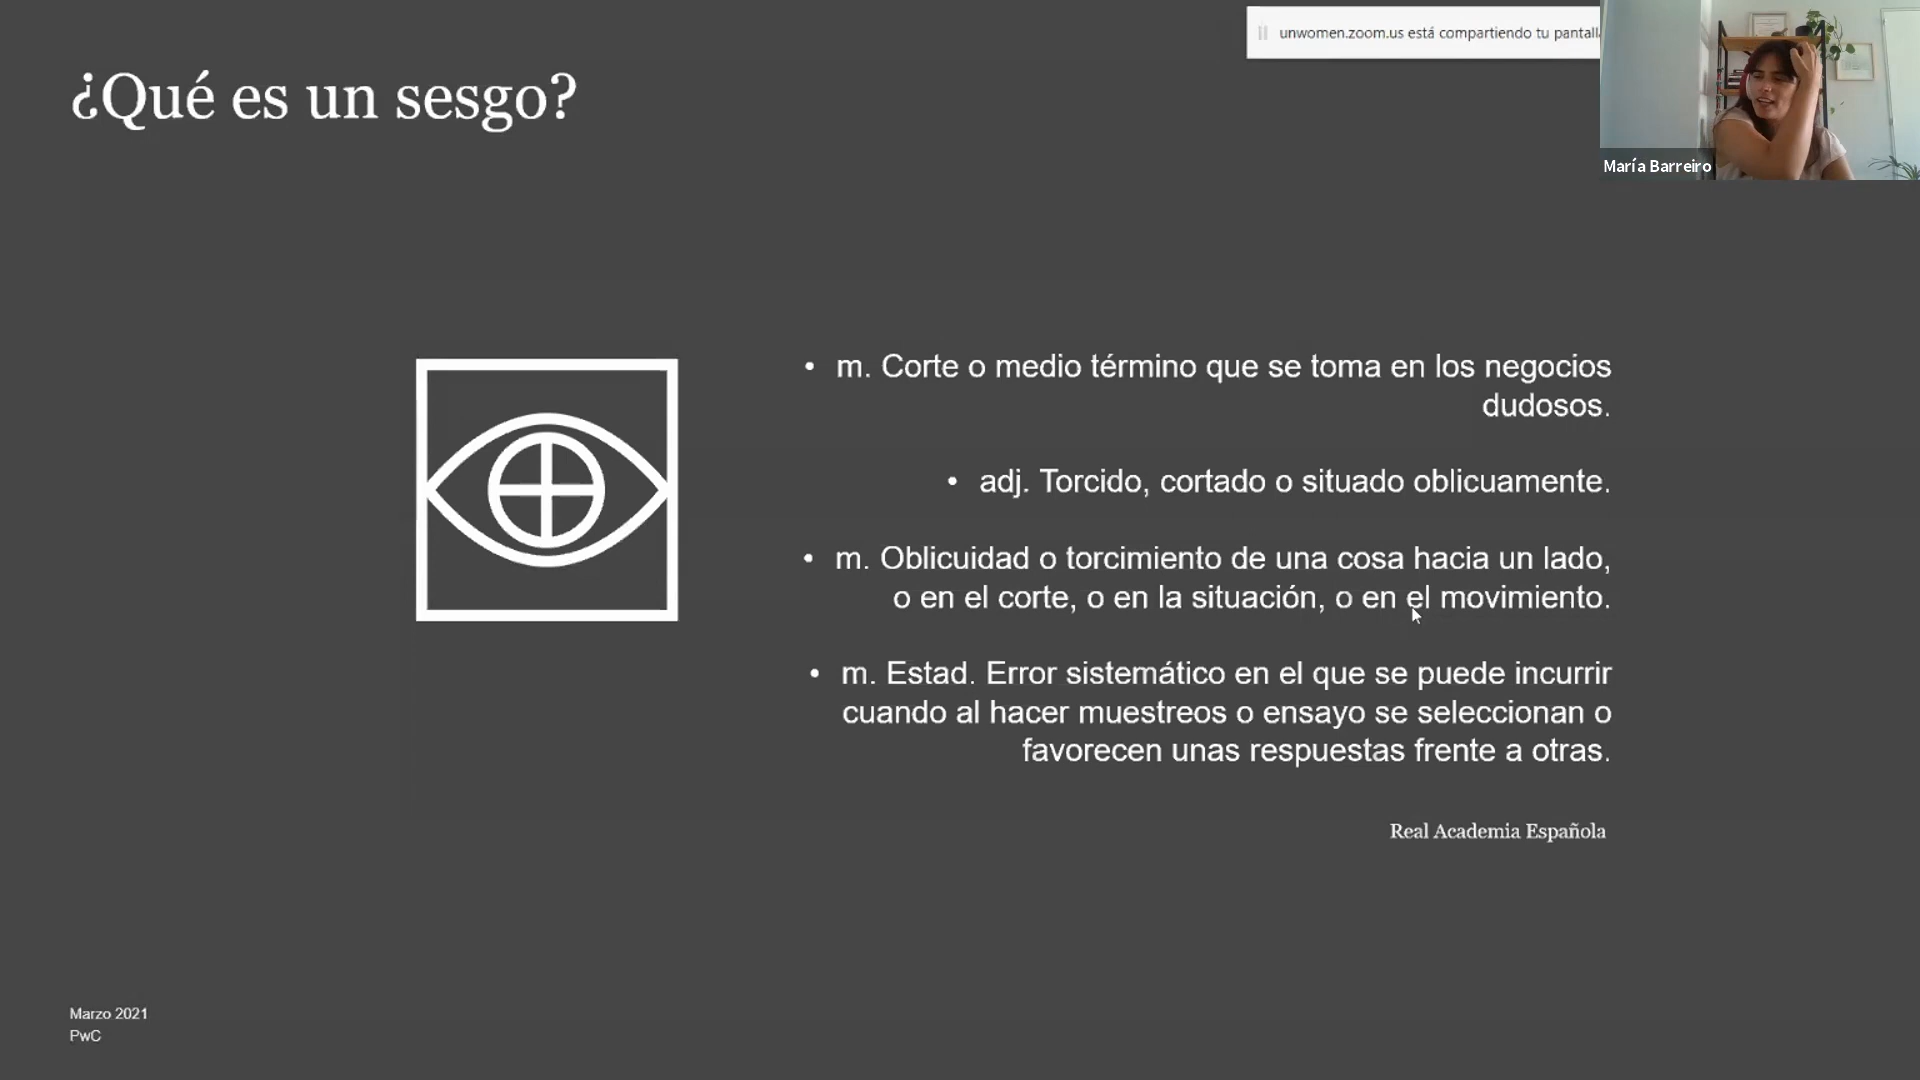 unwomen.zoom.us está compartiendo tu
¿Qué es un sesgo?
María Barreiro
• m. Corte o medio término que se toma en los negocios
dudosos.
• adj. Torcido, cortado o situado oblicuamente.
• m. Oblicuidad o torcimiento de una cosa hacia un lado,
o en el corte, o en la situación, o en el movimiento.
• m. Estad. Error sistemático en el que se puede incurrir
cuando al hacer muestreos o ensayo se seleccionan o
favorecen unas respuestas frente a otras.
Real Academia Española
Marzo 2021
PwC